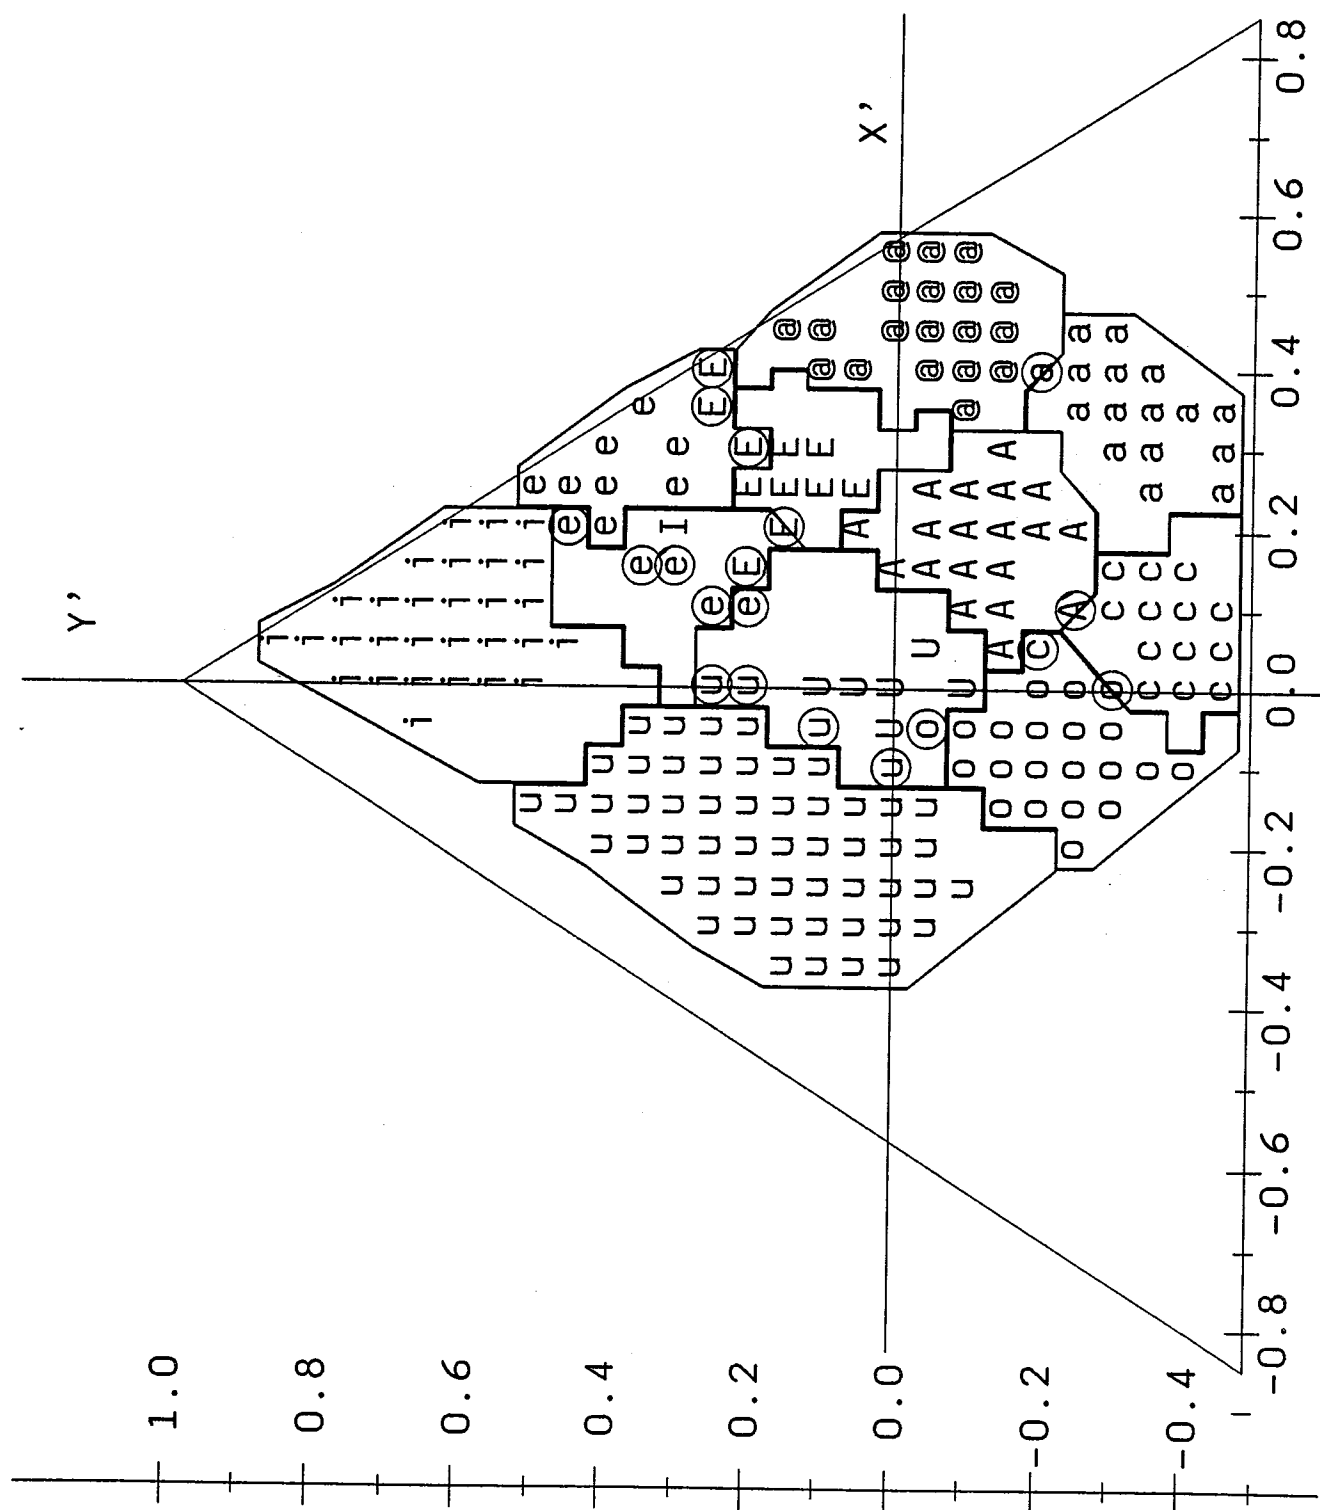 Y'
X'
1.0
0.8
0.6
0.4
0.2
0.0
-0.2
-0.4
i
i
i i i
i i i
i i i i i
i i i i i
i i i i i
u i i i i i e
u i e e
u u u e e e
u u u u e e
u u u u u e I e e
u u u u u u u e E E
u u u u u u u e E E E
u u u u u u E E E @
u u u u u u u U E E @ @
u u u u u U A E @
u u u u u u U U A @ @ @
u u u u o U A A A @ @ @ @
u o o U A A A A @ @ @ @ @
o o o o A A A A A A @ @ @
o o o o c A A a
o o o o o A A a a a
o o o o c c a a a a
o c c c c a a a a
o c c c c a
c c c a a a
-0.8 -0.6 -0.4 -0.2 0.0 0.2 0.4 0.6 0.8